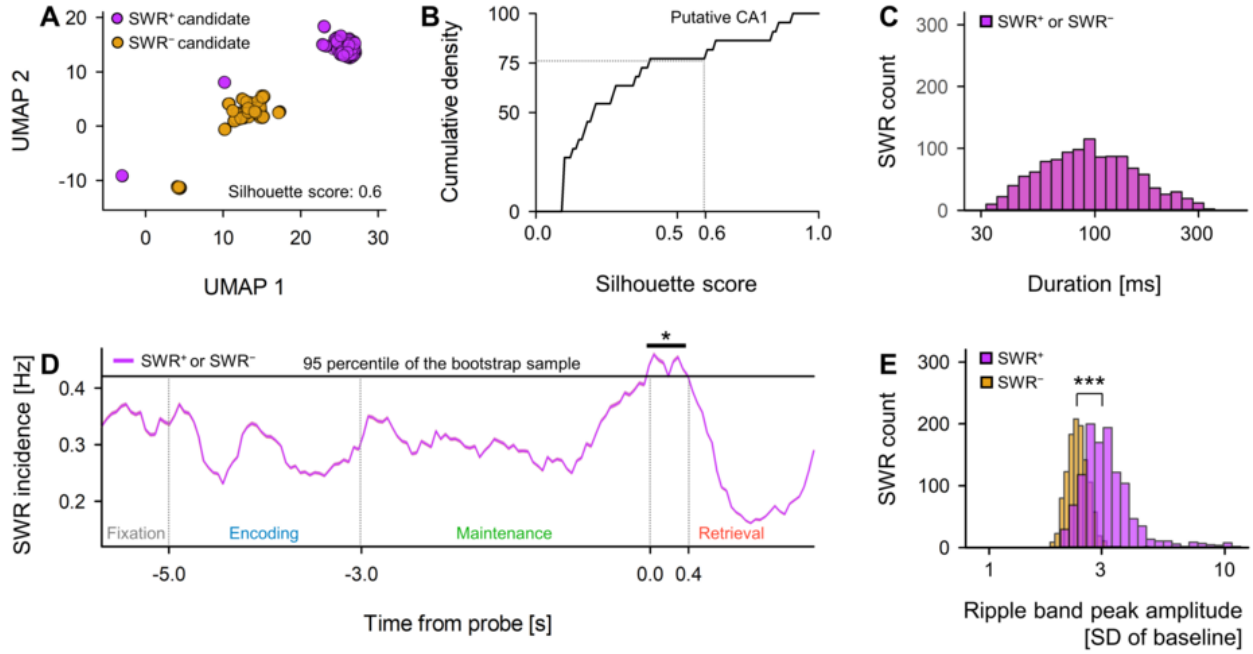 A
SWR⁺ candidate
SWR⁻ candidate
20
10
0
-10
UMAP 2
Silhouette score: 0.6
0
10
20
30
UMAP 1
B
Putative CA1
100
75
50
0
Cumulative density
0.0
0.5
0.6
1.0
Silhouette score
C
SWR⁺ or SWR⁻
300
200
100
0
SWR count
30
100
300
Duration [ms]
D
SWR⁺ or SWR⁻
95 percentile of the bootstrap sample
*
0.4
0.3
0.2
SWR incidence [Hz]
Fixation
Encoding
Maintenance
Retrieval
-5.0
-3.0
0.0
0.4
Time from probe [s]
E
SWR⁺
SWR⁻
***
300
200
100
0
SWR count
1
3
10
Ripple band peak amplitude
[SD of baseline]